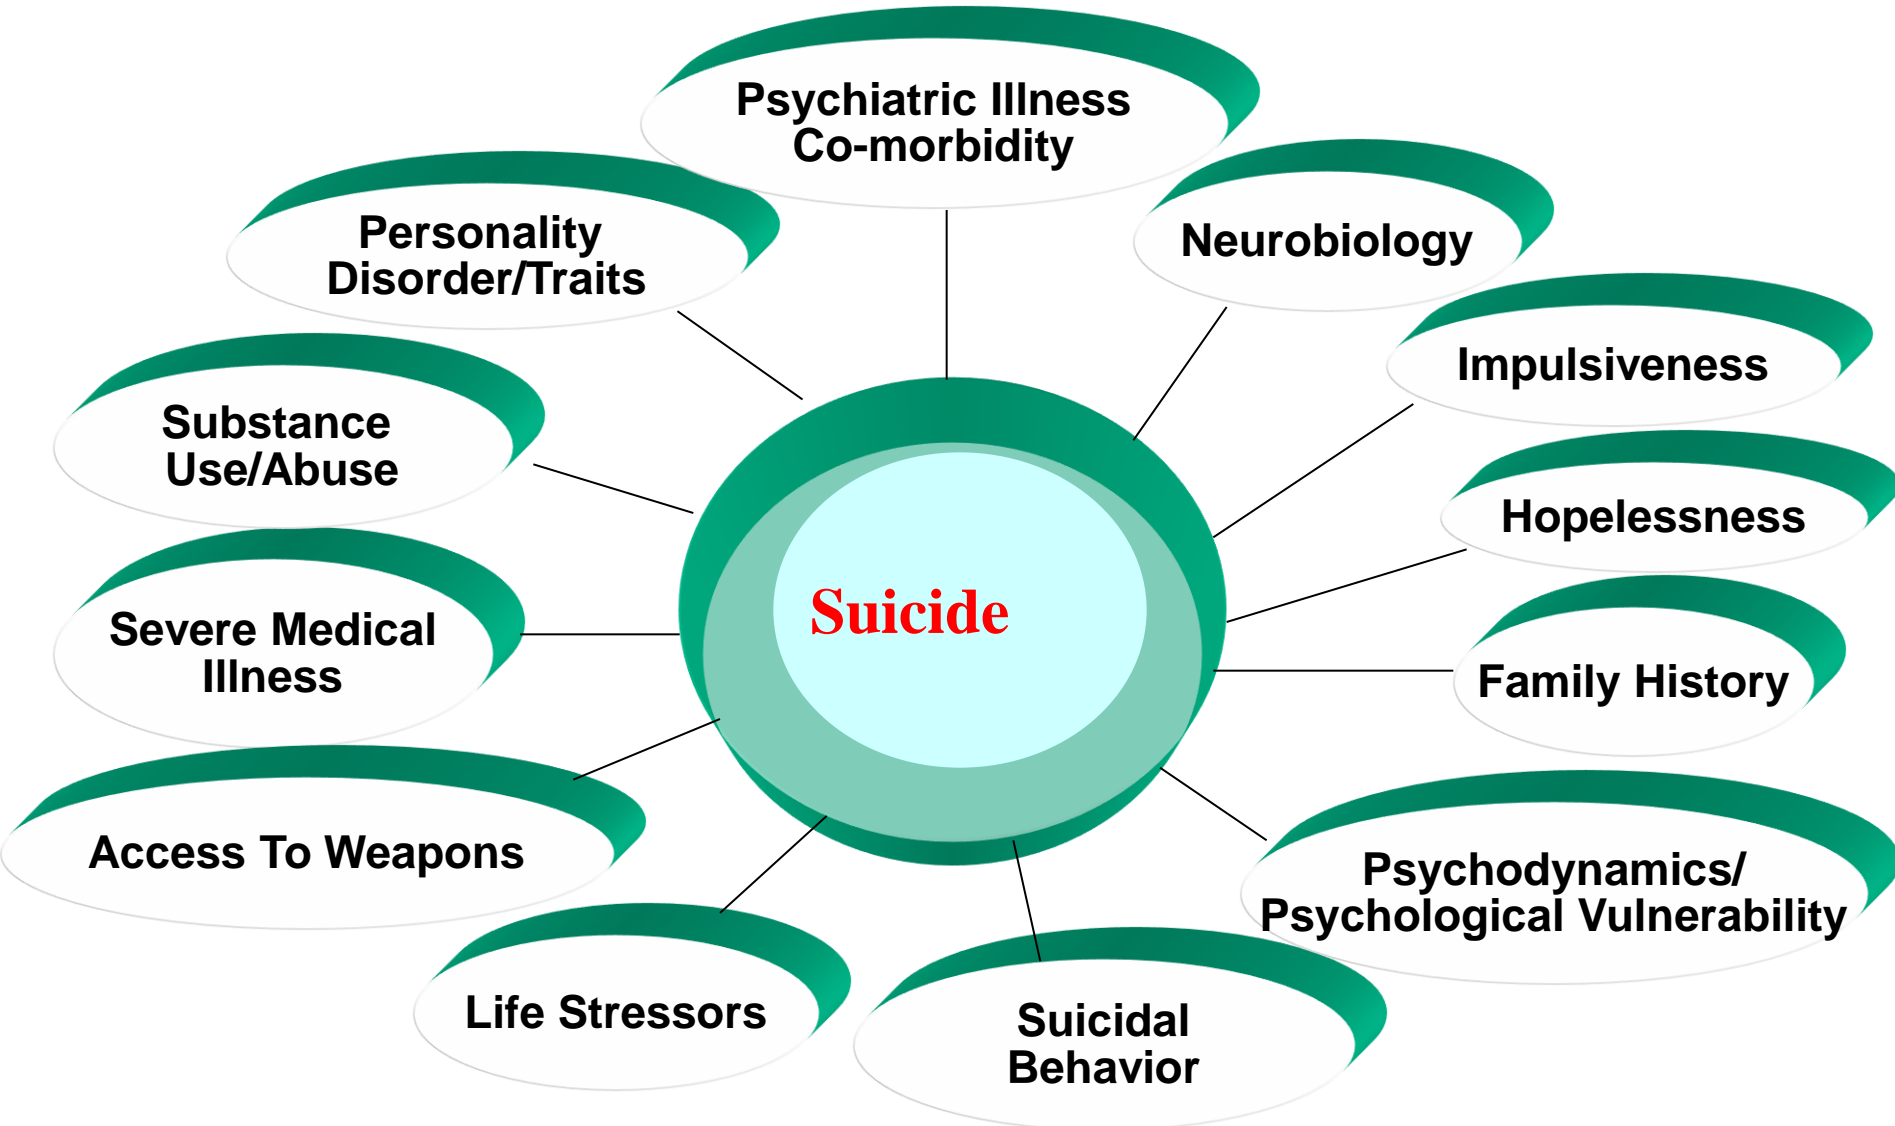 Psychiatric Illness
Co-morbidity
Personality
Disorder/Traits
Neurobiology
Impulsiveness
Substance
Use/Abuse
Hopelessness
Suicide
Severe Medical
Illness
Family History
Access To Weapons
Psychodynamics/
Psychological Vulnerability
Life Stressors
Suicidal
Behavior